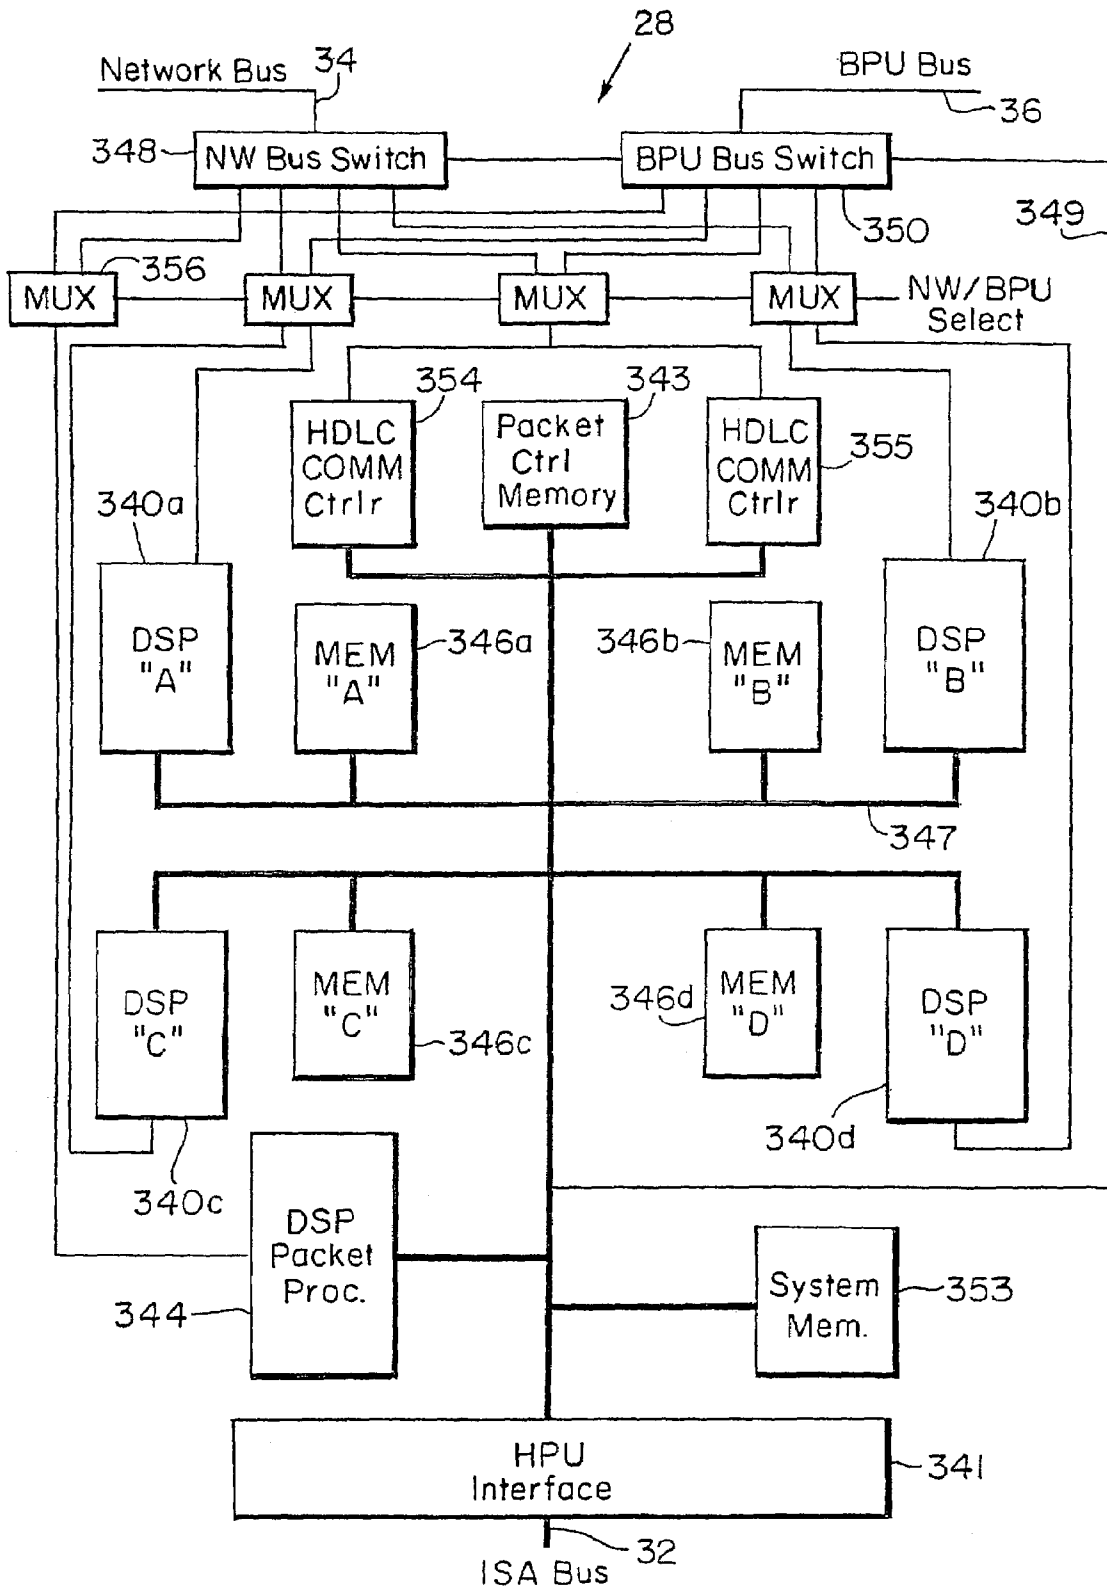 28
Network Bus
34
BPU Bus
36
348
NW Bus Switch
BPU Bus Switch
350
349
356
MUX
MUX
MUX
MUX
NW/BPU
Select
354
343
355
HDLC
COMM
Ctrlr
Packet
Ctrl
Memory
HDLC
COMM
Ctrlr
340a
340b
DSP
"A"
MEM
"A"
346a
346b
MEM
"B"
DSP
"B"
347
DSP
"C"
MEM
"C"
346c
346d
MEM
"D"
DSP
"D"
340d
340c
DSP
Packet
Proc.
344
System
Mem.
353
HPU
Interface
341
32
ISA Bus